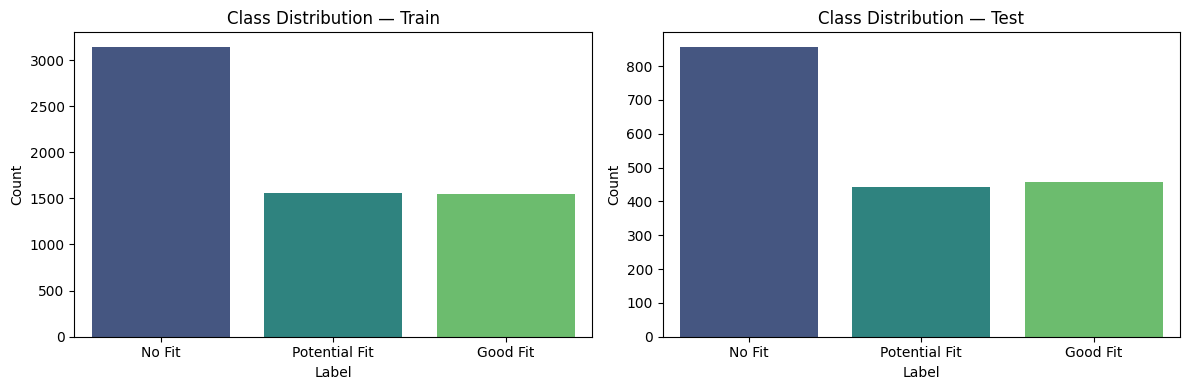 Class Distribution — Train
Count
3000
2500
2000
1500
1000
500
0
No Fit
Potential Fit
Good Fit
Label
Class Distribution — Test
Count
800
700
600
500
400
300
200
100
0
No Fit
Potential Fit
Good Fit
Label